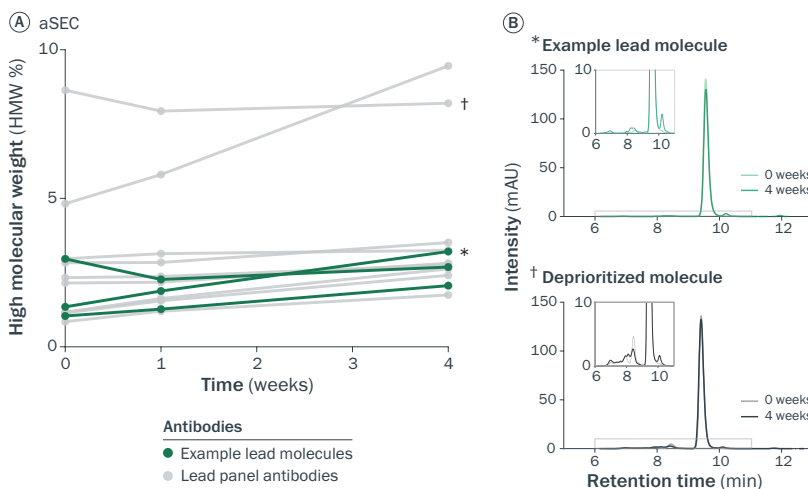 A aSEC
High molecular weight (HMW %)
10
5
0
0 1 2 3 4
†
*
Time (weeks)
Antibodies
Example lead molecules
Lead panel antibodies
B
* Example lead molecule
Intensity (mAU)
150
100
50
0
10
0
6 8 10
0 weeks
4 weeks
6 8 10 12
† Deprioritized molecule
150
100
50
0
10
0
6 8 10
0 weeks
4 weeks
6 8 10 12
Retention time (min)